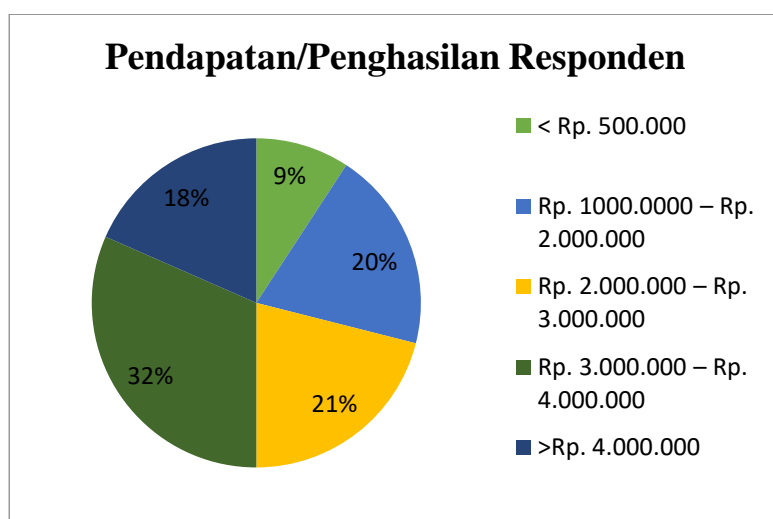 Pendapatan/Penghasilan Responden
9%
20%
21%
32%
18%
< Rp. 500.000
Rp. 1000.0000 – Rp.
2.000.000
Rp. 2.000.000 – Rp.
3.000.000
Rp. 3.000.000 – Rp.
4.000.000
>Rp. 4.000.000